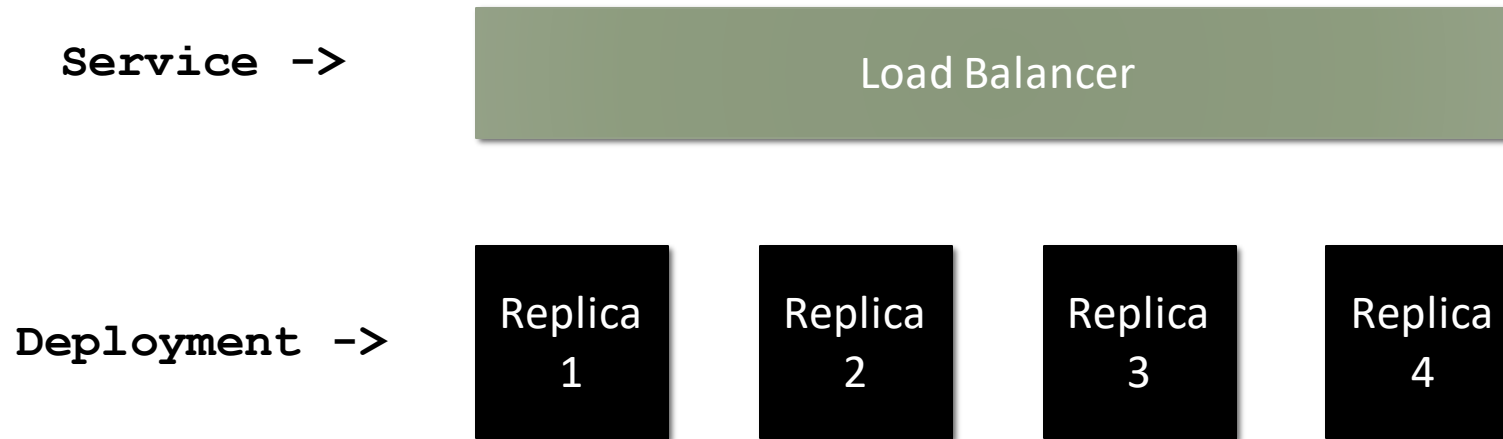 Service ->
Load Balancer
Deployment ->
Replica
1
Replica
2
Replica
3
Replica
4